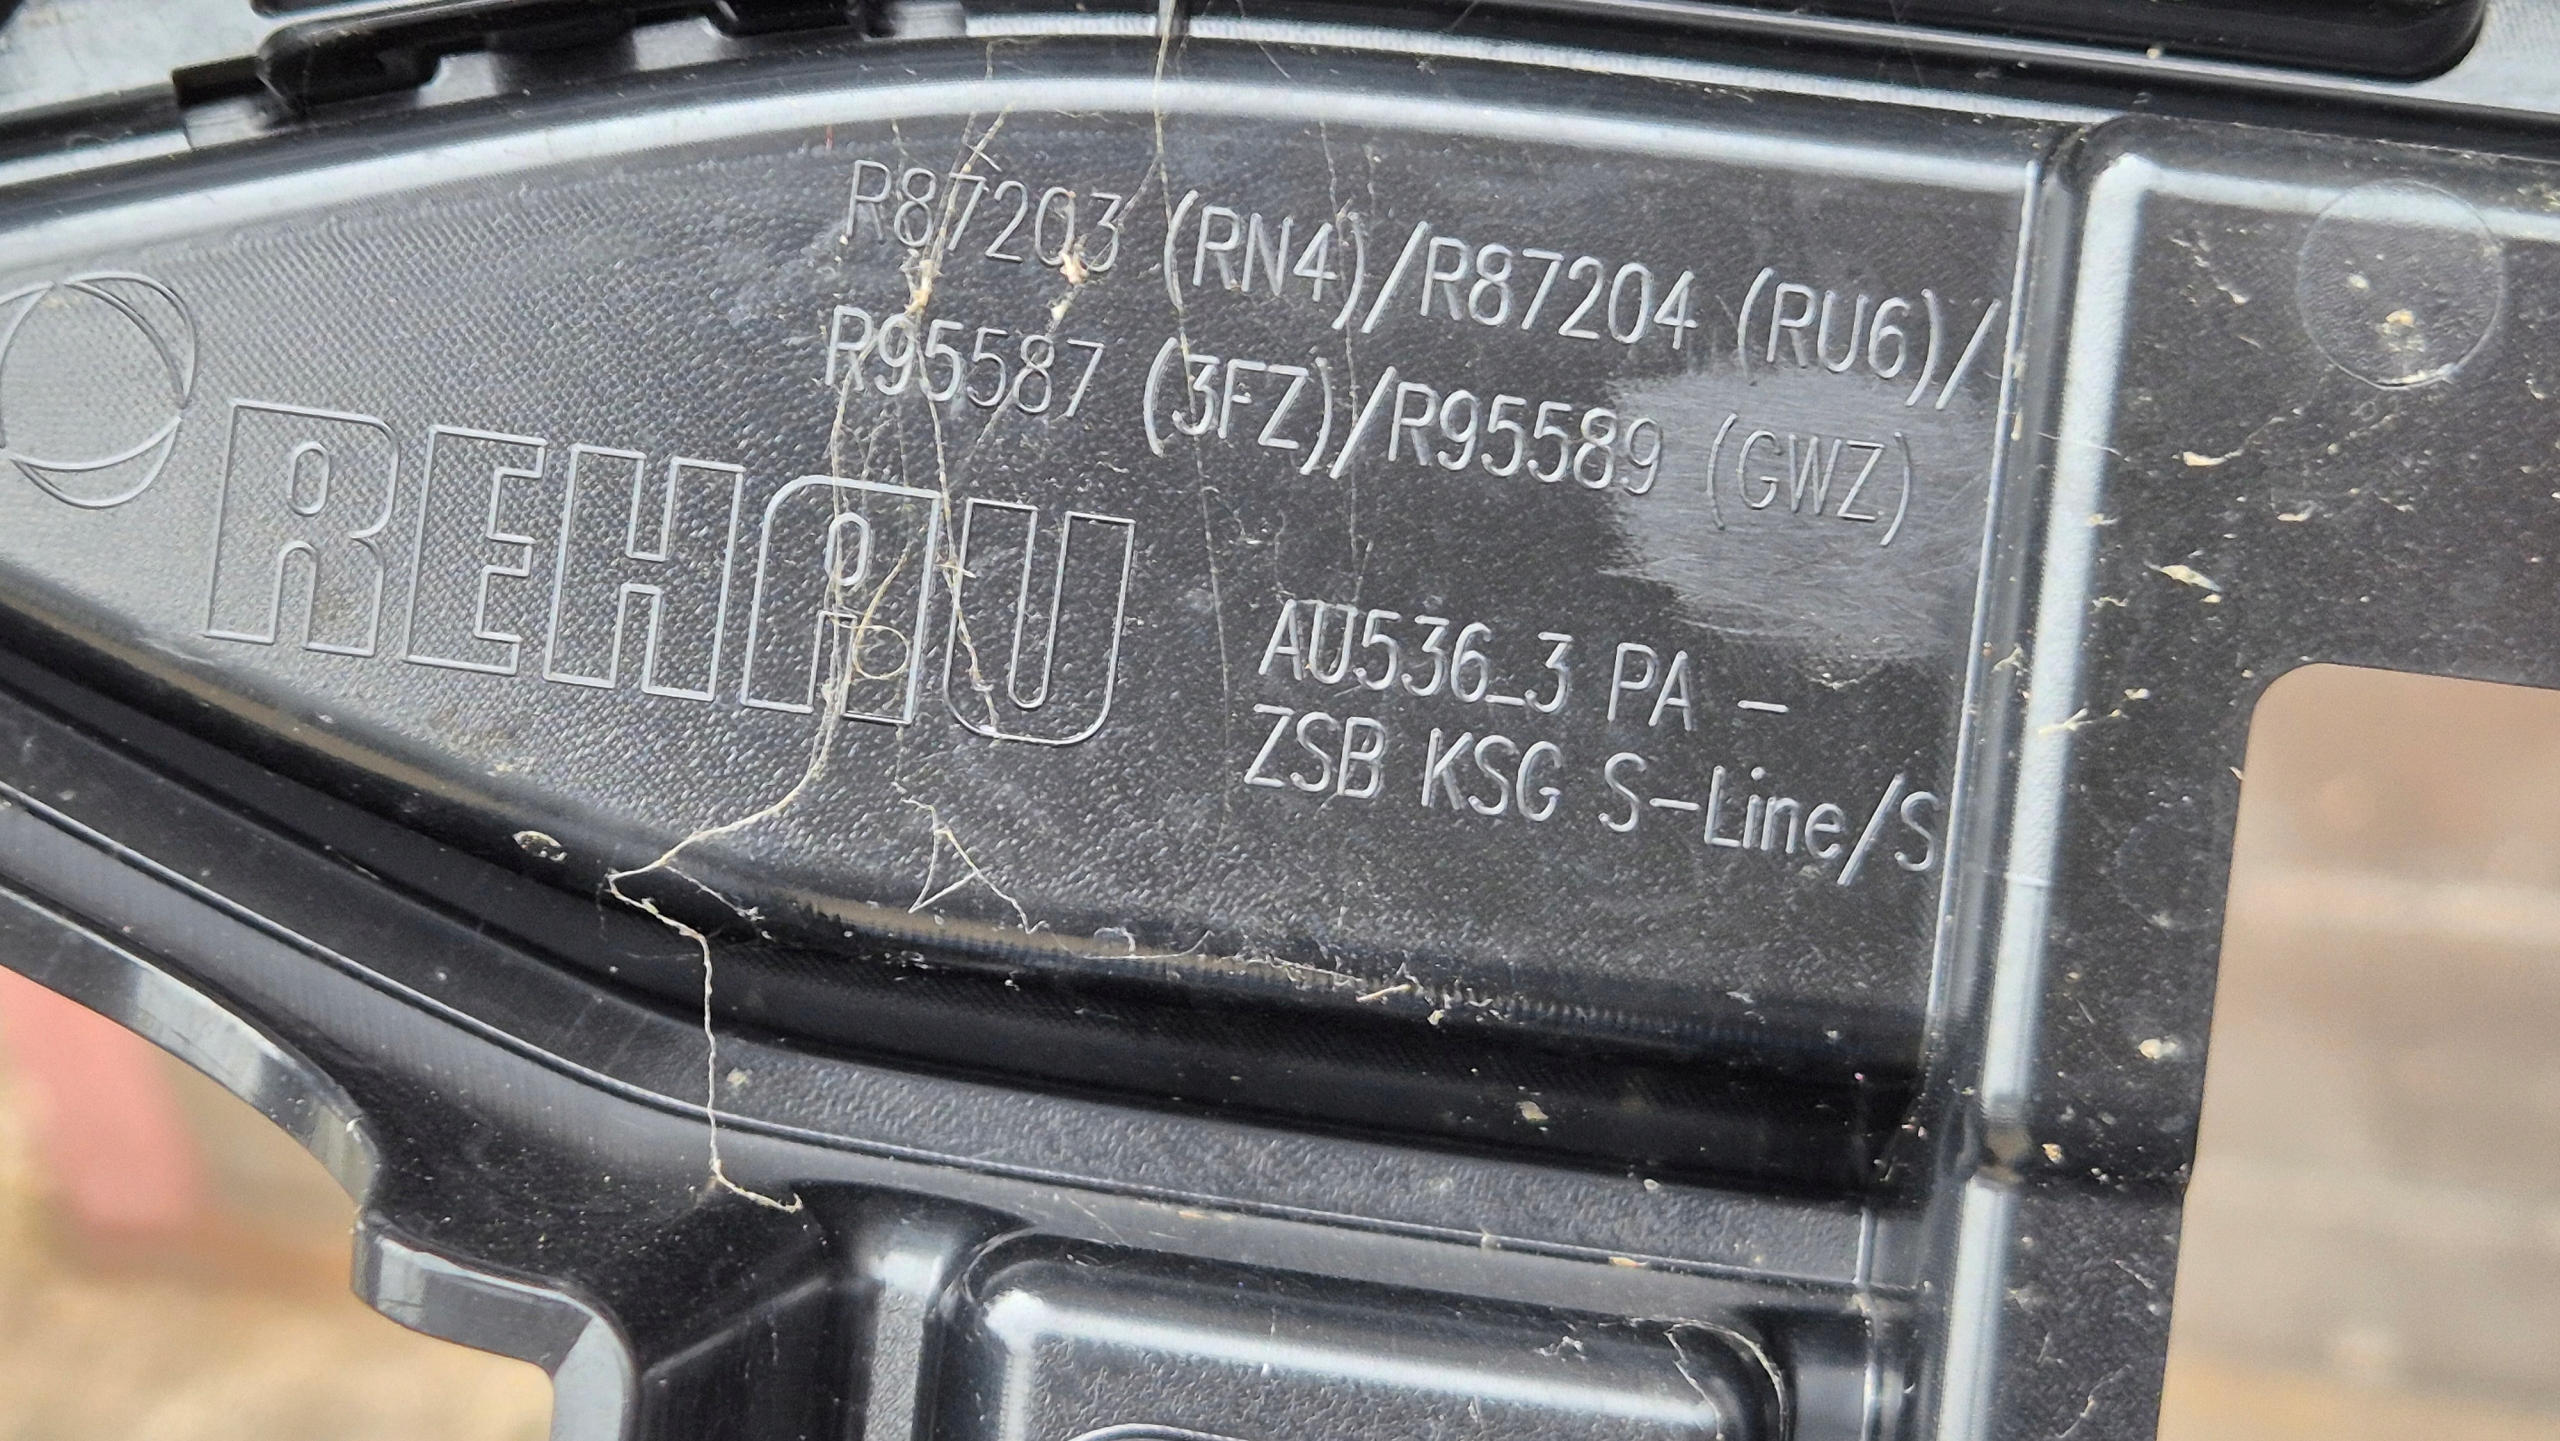 R87203 (RN4)/R87204 (RU6)/
R95587 (3FZ)/R95589 (GWZ)
REHAU
AU536_3 PA -
ZSB KSG S-Line/S